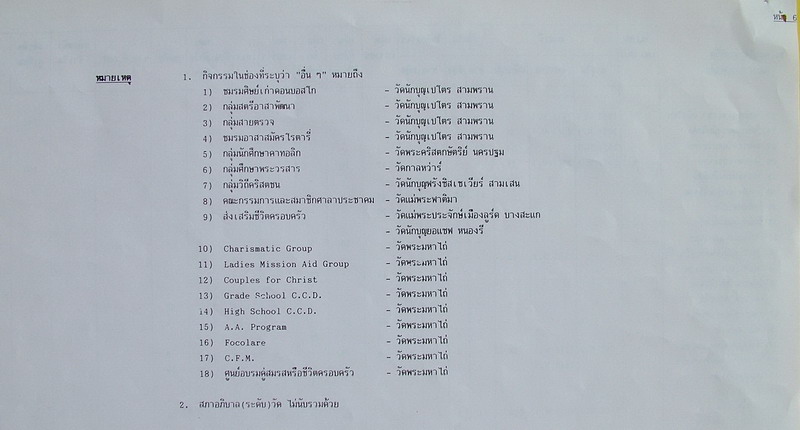 หน้า 6
หมายเหตุ 1. กิจกรรมในช่องที่ระบุว่า "อื่น ๆ" หมายถึง
1) ชมรมศิษย์เก่าดอนบอสโก - วัดนักบุญเปโตร สามพราน
2) กลุ่มสตรีอาสาพัฒนา - วัดนักบุญเปโตร สามพราน
3) กลุ่มสายตรวจ - วัดนักบุญเปโตร สามพราน
4) ชมรมอาสาสมัครโรตารี่ - วัดนักบุญเปโตร สามพราน
5) กลุ่มนักศึกษาคาทอลิก - วัดพระคริสตกษัตริย์ นครปฐม
6) กลุ่มศึกษาพระวรสาร - วัดกาลหว่าร์
7) กลุ่มวิถีคริสตชน - วัดนักบุญฟรังซิสเซเวียร์ สามเสน
8) คณะกรรมการและสมาชิกศาลาประชาคม - วัดแม่พระฟาติมา
9) ส่งเสริมชีวิตครอบครัว - วัดแม่พระประจักษ์เมืองลูร์ด บางสะแก
- วัดนักบุญยอแซฟ หนองรี
10) Charismatic Group - วัดพระมหาไถ่
11) Ladies Mission Aid Group - วัดพระมหาไถ่
12) Couples for Christ - วัดพระมหาไถ่
13) Grade School C.C.D. - วัดพระมหาไถ่
14) High School C.C.D. - วัดพระมหาไถ่
15) A.A. Program - วัดพระมหาไถ่
16) Focolare - วัดพระมหาไถ่
17) C.F.M. - วัดพระมหาไถ่
18) ศูนย์อบรมคู่สมรสหรือชีวิตครอบครัว - วัดพระมหาไถ่
2. สภาอภิบาล(ระดับ)วัด ไม่นับรวมด้วย